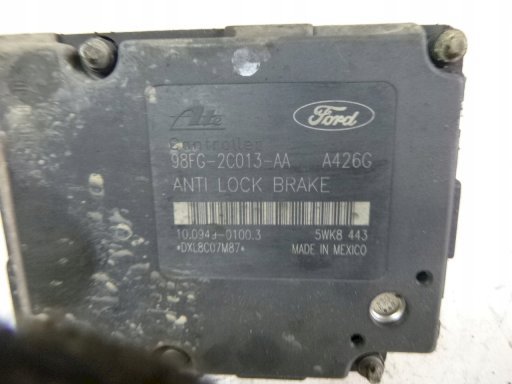 Ate Ford
Controller
98FG-2C013-AA A426G
ANTI LOCK BRAKE
10.0943-0100.3 5WK8 443
*DXL8C07M87* MADE IN MEXICO